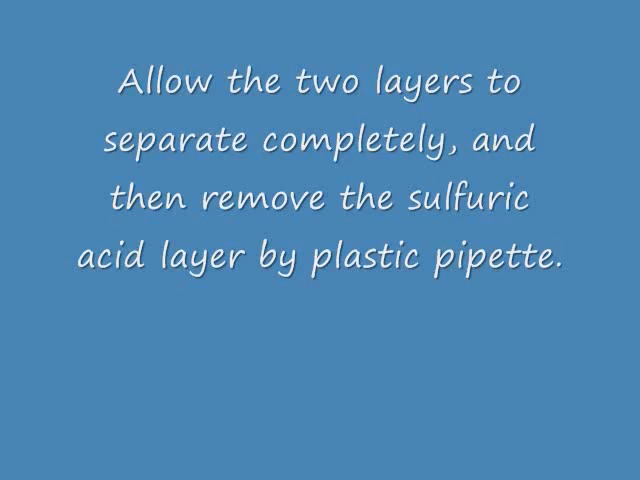 Allow the two layers to
separate completely, and
then remove the sulfuric
acid layer by plastic pipette.